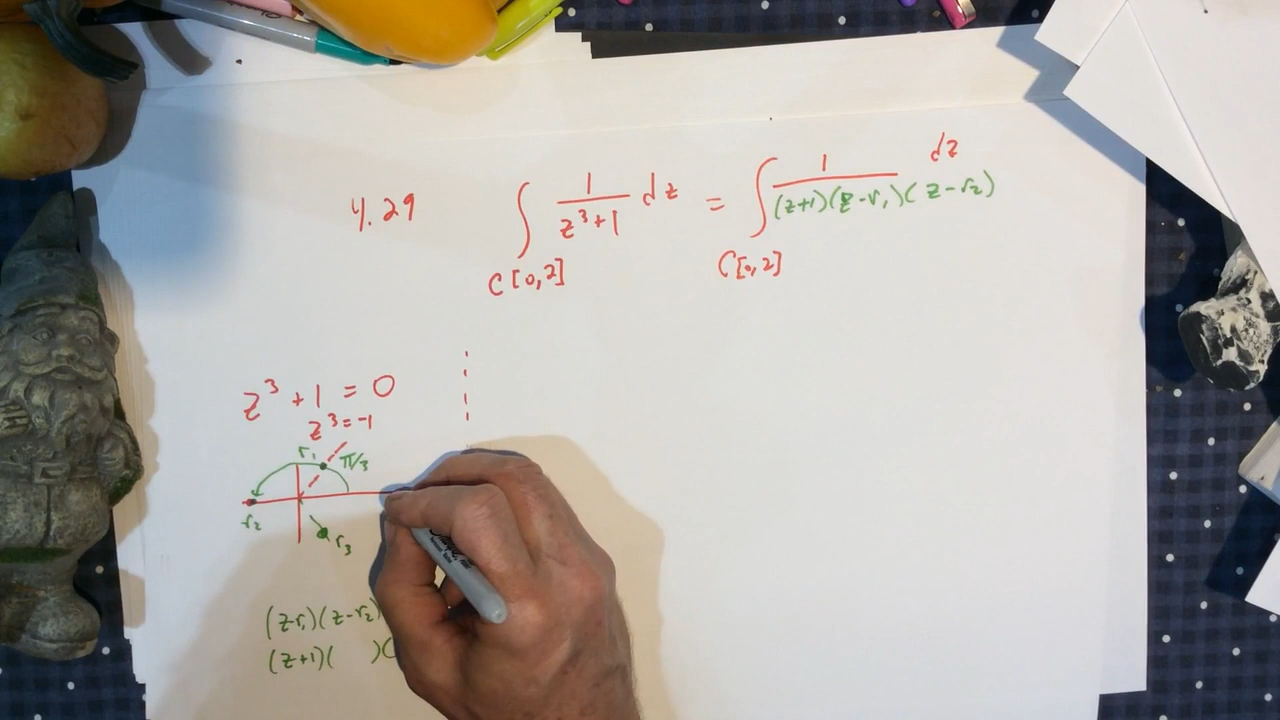 4.29 ∫ 1/(z³+1) dz = ∫ 1/((z+1)(z-r₁)(z-r₂)) dz
C[0,2] C[0,2]
z³ + 1 = 0
z³ = -1
r₁ π/3
r₂
r₃
(z-r₁)(z-r₂)
(z+1)( )(